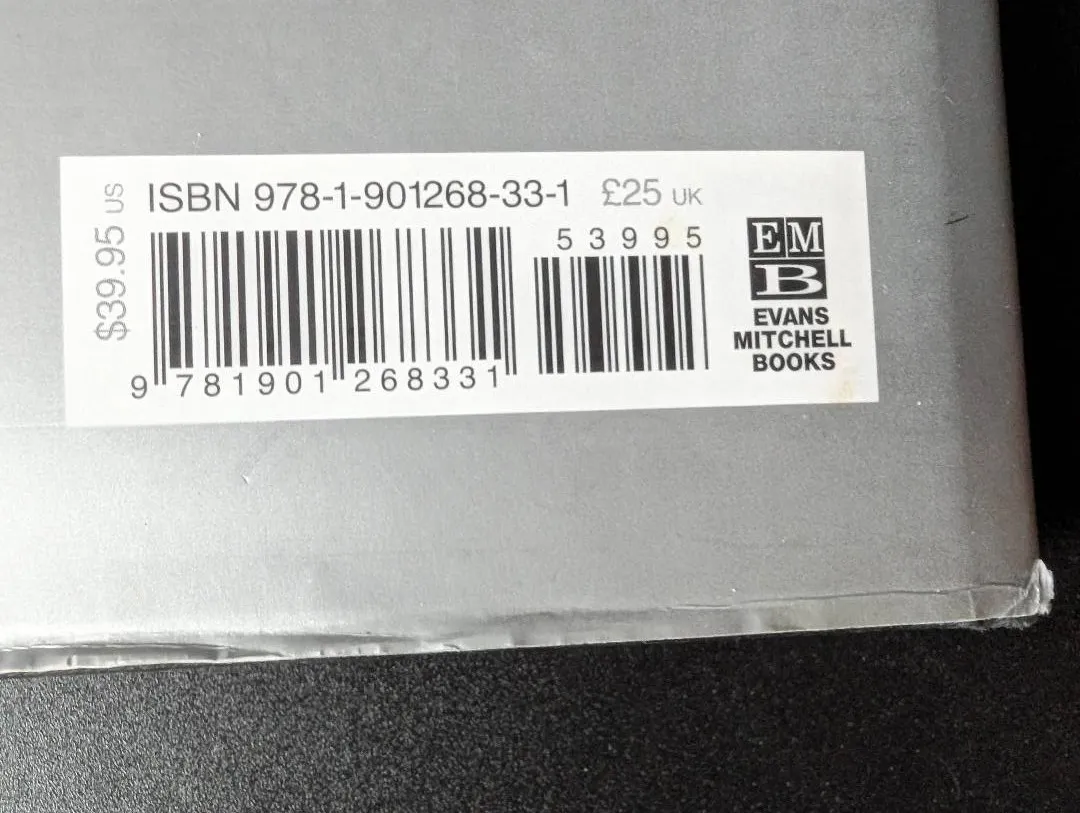 $39.95 US
ISBN 978-1-901268-33-1 £25 UK
53995
9 781901 268331
EM
B
EVANS
MITCHELL
BOOKS